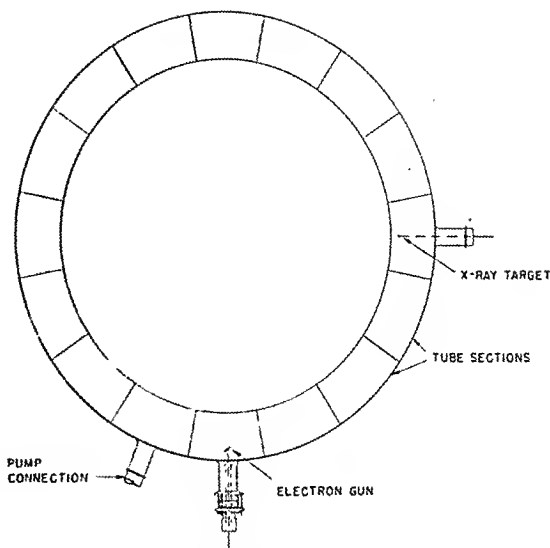 X-RAY TARGET
TUBE SECTIONS
PUMP
CONNECTION
ELECTRON GUN